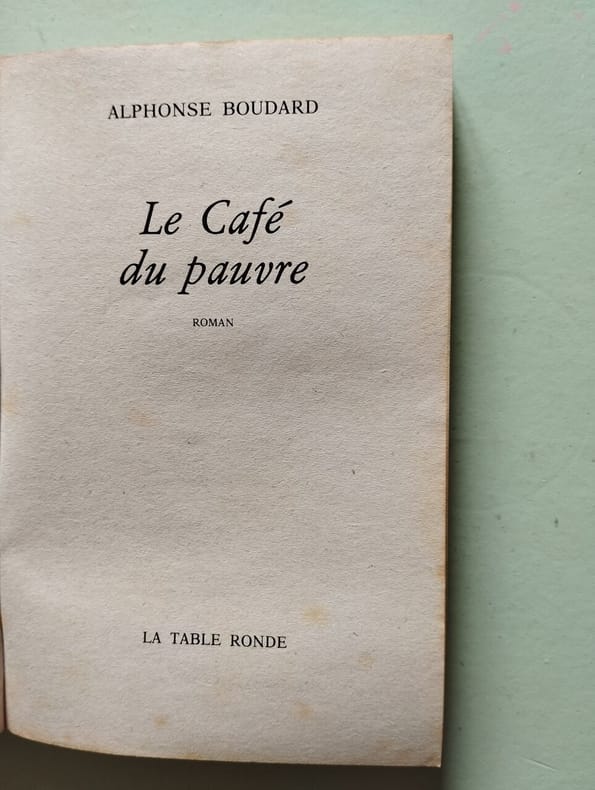 ALPHONSE BOUDARD
Le Café
du pauvre
ROMAN
LA TABLE RONDE